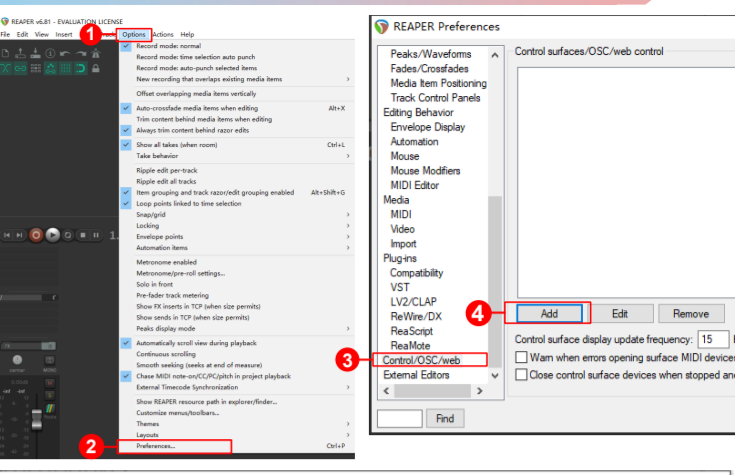 REAPER v6.81 - EVALUATION LICENSE
File Edit View Insert Options Actions Help
1
Record mode: normal
Record mode: time selection auto punch
Record mode: auto-punch selected items
New recording that overlaps existing media items
Offset overlapping media items vertically
Auto-crossfade media items when editing Alt+X
Trim content behind media items when editing
Always trim content behind razor edits
Show all takes (when room) Ctrl+L
Take behavior
Ripple edit per-track
Ripple edit all tracks
Item grouping and track razor/edit grouping enabled Alt+Shift+G
Loop points linked to time selection
Snap/grid
Locking
Envelope points
Automation items
1.
Metronome enabled
Metronome/pre-roll settings...
Solo in front
Pre-fader track metering
Show FX inserts in TCP (when size permits)
Show sends in TCP (when size permits)
Peaks display mode
Automatically scroll view during playback
Continuous scrolling
Smooth seeking (seeks at end of measure)
Chase MIDI note-on/CC/PC/pitch in project playback
External Timecode Synchronization
Show REAPER resource path in explorer/finder...
Customize menus/toolbars...
Themes
Layouts
2
Preferences... Ctrl+P
FX
center
MONO
REAPER Preferences
Peaks/Waveforms
Fades/Crossfades
Media Item Positioning
Track Control Panels
Editing Behavior
Envelope Display
Automation
Mouse
Mouse Modifiers
MIDI Editor
Media
MIDI
Video
Import
Plug-ins
Compatibility
VST
LV2/CLAP
ReWire/DX
ReaScript
ReaMote
3
Control/OSC/web
External Editors
Find
Control surfaces/OSC/web control
4
Add Edit Remove
Control surface display update frequency: 15
Warn when errors opening surface MIDI devices
Close control surface devices when stopped an